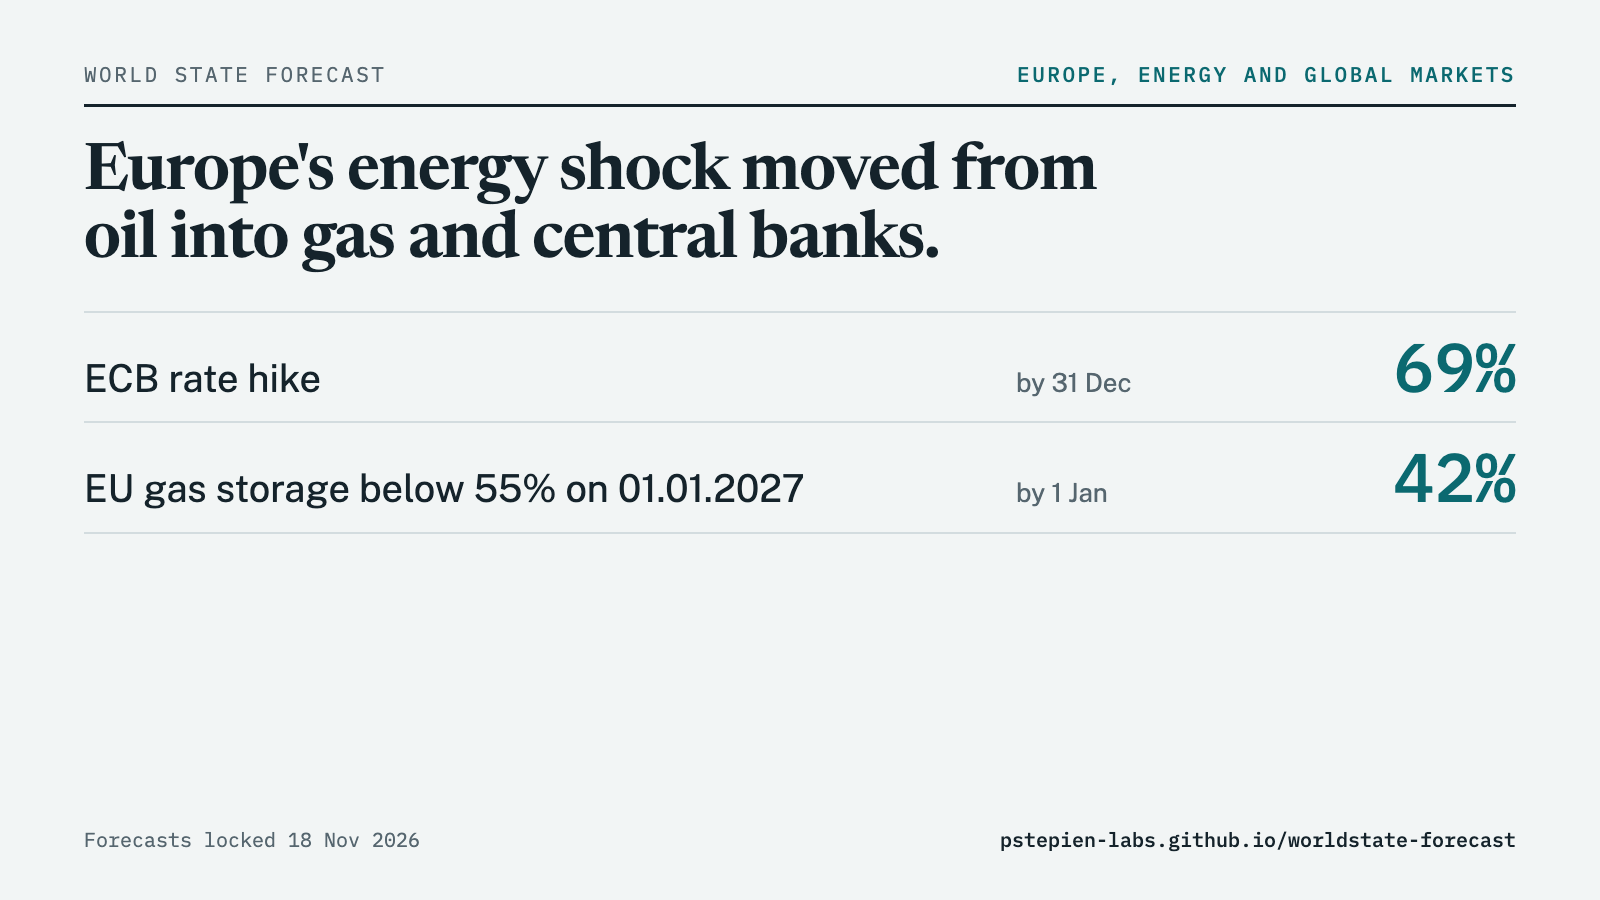 WORLD STATE FORECAST
EUROPE, ENERGY AND GLOBAL MARKETS
Europe's energy shock moved from
oil into gas and central banks.
ECB rate hike
by 31 Dec
69%
EU gas storage below 55% on 01.01.2027
by 1 Jan
42%
Forecasts locked 18 Nov 2026
pstepien-labs.github.io/worldstate-forecast